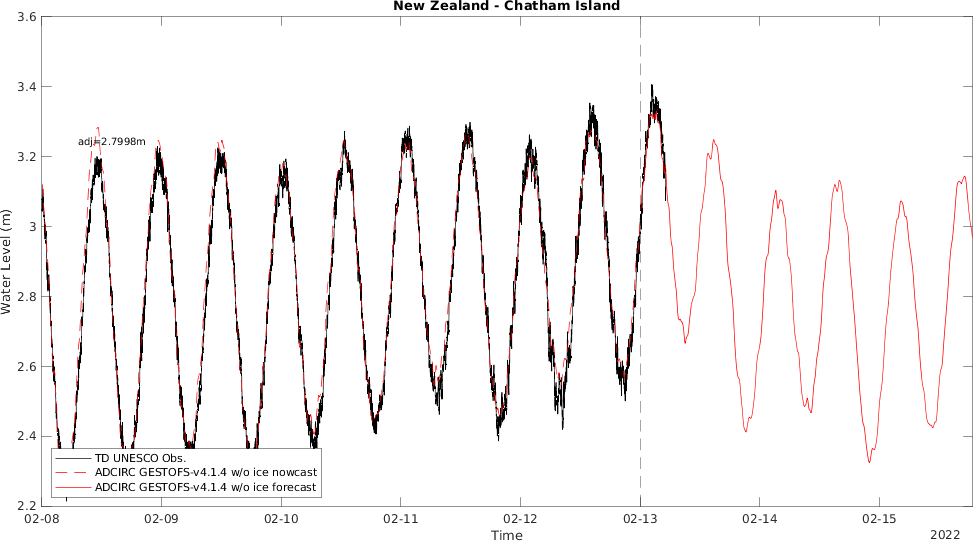 New Zealand - Chatham Island
3.6
3.4
3.2
3
2.8
2.6
2.4
2.2
Water Level (m)
adj=2.7998m
TD UNESCO Obs.
ADCIRC GESTOFS-v4.1.4 w/o ice nowcast
ADCIRC GESTOFS-v4.1.4 w/o ice forecast
02-08 02-09 02-10 02-11 02-12 02-13 02-14 02-15
Time
2022